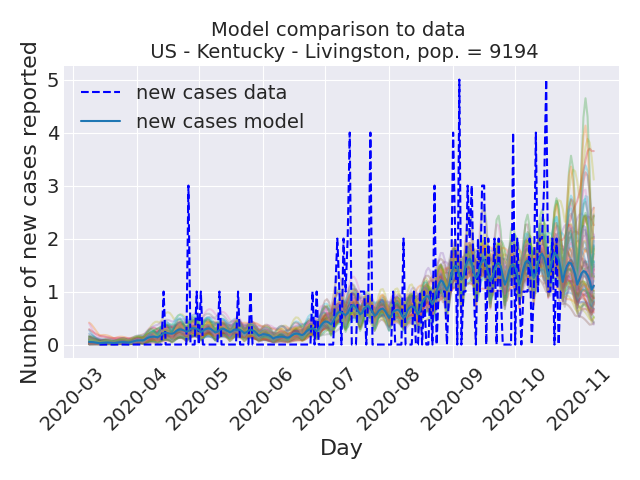 Model comparison to data
US - Kentucky - Livingston, pop. = 9194
Number of new cases reported
5
4
3
2
1
0
new cases data
new cases model
2020-03
2020-04
2020-05
2020-06
2020-07
2020-08
2020-09
2020-10
2020-11
Day